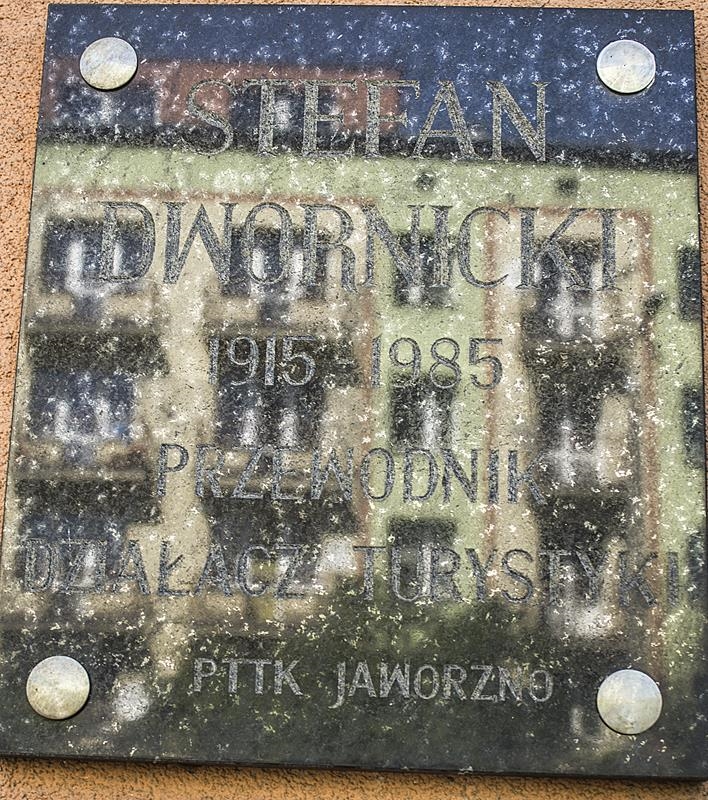 STEFAN
DWORNICKI
1915-1985
PRZEWODNIK
DZIAŁACZ TURYSTYKI
PTTK JAWORZNO